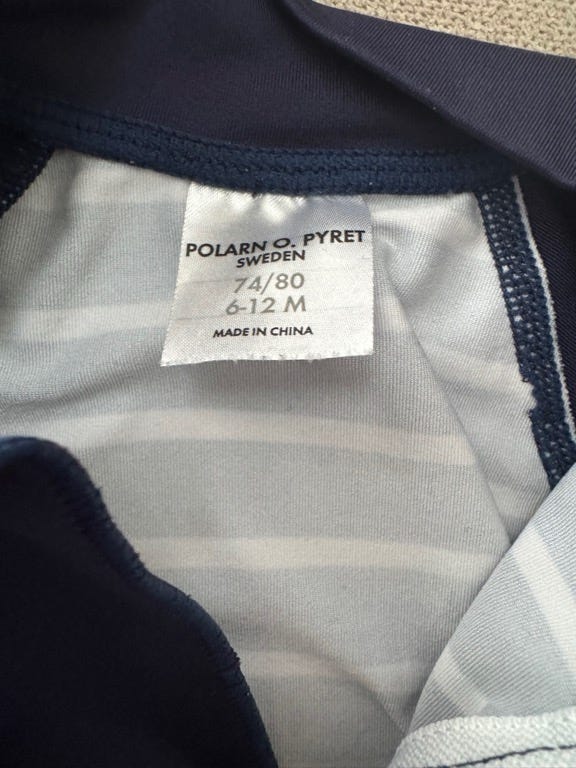 POLARN O. PYRET
SWEDEN
74/80
6-12 M
MADE IN CHINA